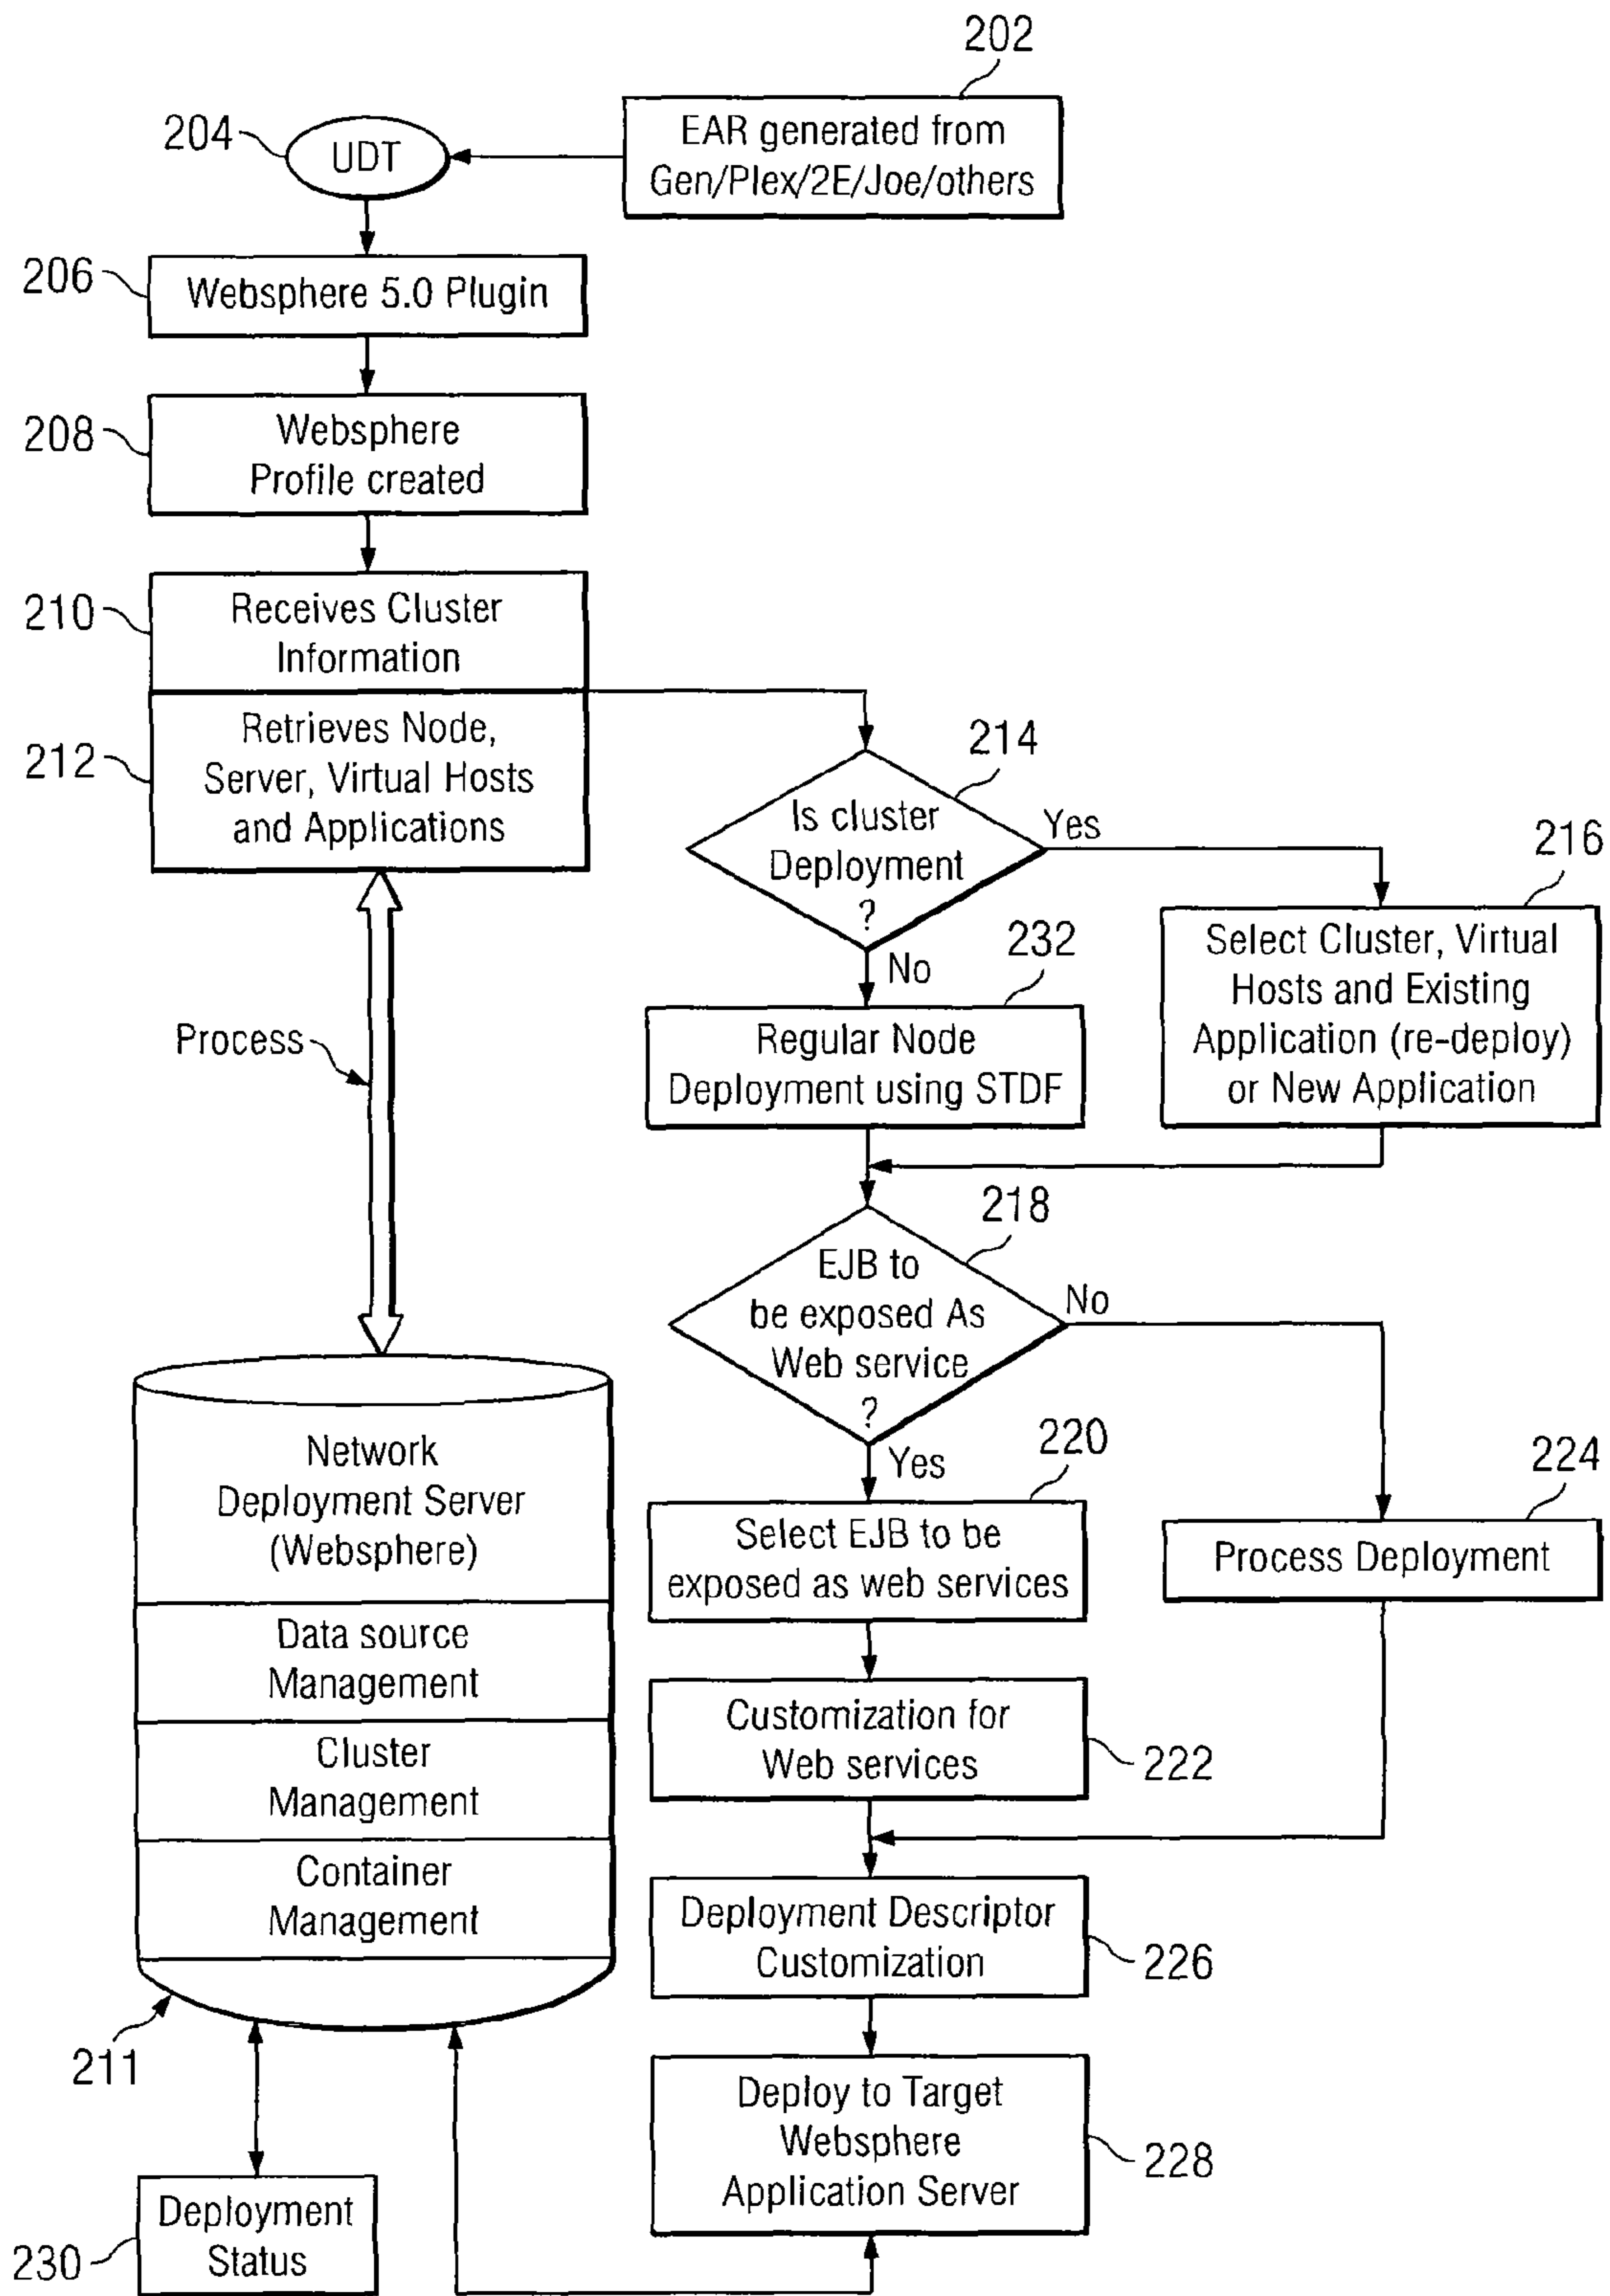 202
EAR generated from
Gen/Plex/2E/Joe/others
204
UDT
206
Websphere 5.0 Plugin
208
Websphere
Profile created
210
Receives Cluster
Information
212
Retrieves Node,
Server, Virtual Hosts
and Applications
214
Is cluster
Deployment
?
Yes
No
216
Select Cluster, Virtual
Hosts and Existing
Application (re-deploy)
or New Application
232
Regular Node
Deployment using STDF
Process
218
EJB to
be exposed As
Web service
?
No
Yes
220
Select EJB to be
exposed as web services
224
Process Deployment
222
Customization for
Web services
226
Deployment Descriptor
Customization
228
Deploy to Target
Websphere
Application Server
Network
Deployment Server
(Websphere)
Data source
Management
Cluster
Management
Container
Management
211
230
Deployment
Status